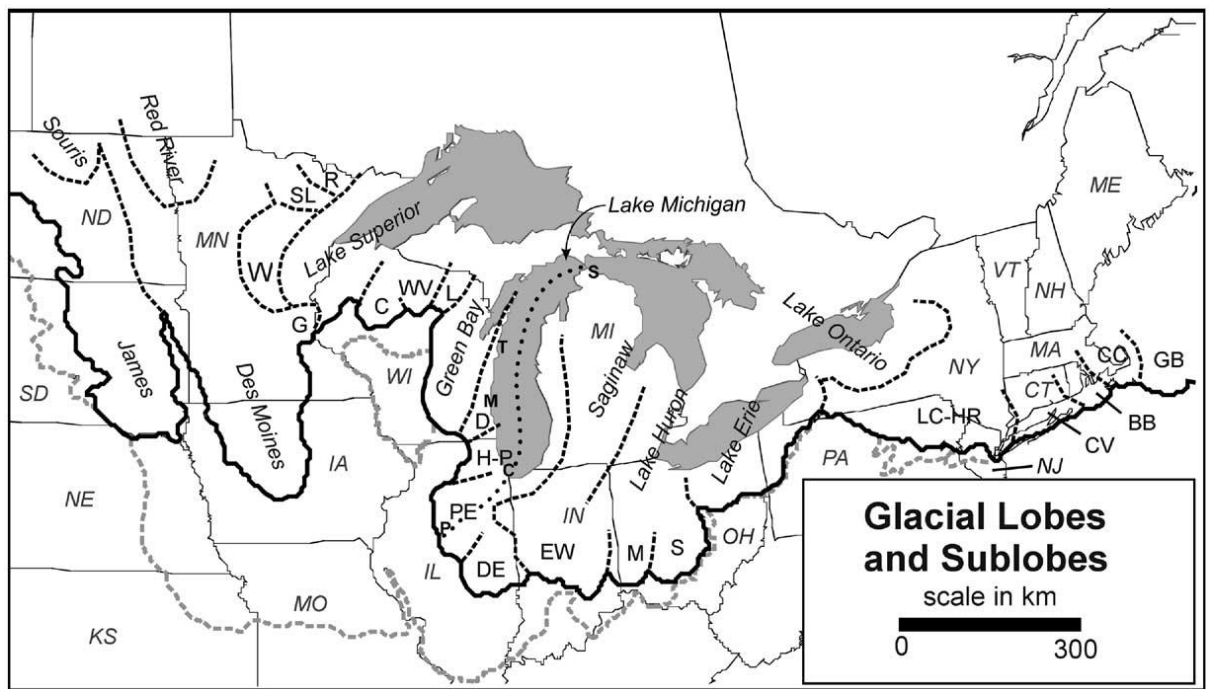 Souris
Red River
ND
MN
SL
R
W
Lake Superior
Lake Michigan
G
C
WV
L
Green Bay
S
T
M
D
H-P
C
PE
P
DE
EW
M
S
MI
Saginaw
Lake Huron
Lake Erie
Lake Ontario
NY
VT
NH
ME
MA
CT
CC
GB
BB
CV
LC-HR
NJ
PA
OH
IN
IL
WI
James
Des Moines
SD
NE
IA
MO
KS
Glacial Lobes
and Sublobes
scale in km
0 300